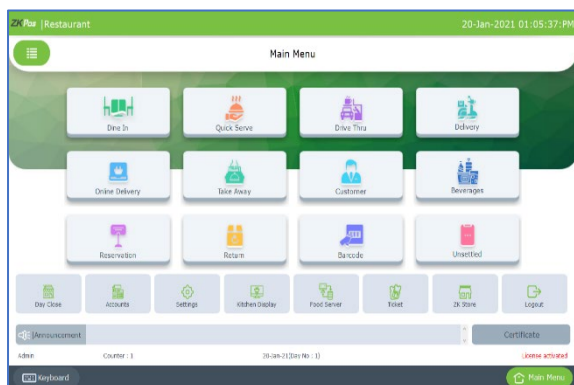 ZKPos |Restaurant 20-Jan-2021 01:05:37:PM
Main Menu
Dine In Quick Serve Drive Thru Delivery
Online Delivery Take Away Customer Beverages
Reservation Return Barcode Unsettled
Day Close Accounts Settings Kitchen Display Food Server Ticket ZK Store Logout
|Announcement Certificate
Admin Counter : 1 20-Jan-21(Day No : 1) License activated
Keyboard Main Menu